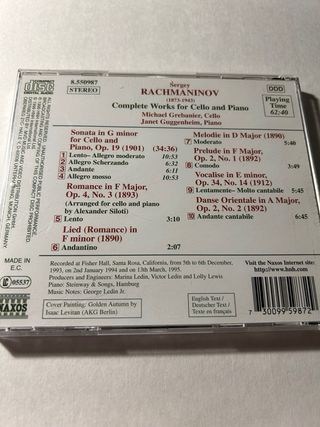 8.550987
STEREO
Sergey
RACHMANINOV
(1873-1943)
Complete Works for Cello and Piano
Michael Grebanier, Cello
Janet Guggenheim, Piano
DDD
Playing
Time
62:40
Sonata in G minor
for Cello and
Piano, Op. 19 (1901) (34:36)
1 Lento– Allegro moderato 10:53
2 Allegro Scherzando 6:32
3 Andante 6:11
4 Allegro mosso 10:53
Romance in F Major,
Op. 4, No. 3 (1893)
(Arranged for cello and piano
by Alexander Siloti)
5 Lento 3:10
Lied (Romance) in
F minor (1890)
6 Andantino 2:07
Melodie in D Major (1890)
7 Moderato 5:40
Prelude in F Major,
Op. 2, No. 1 (1892)
8 Comodo 5:49
Vocalise in E minor,
Op. 34, No. 14 (1912)
9 Lentamente– Molto cantabile
Danse Orientale in A Major,
Op. 2, No. 2 (1892)
10 Andante cantabile
Recorded at Fisher Hall, Santa Rosa, California, from 5th to 6th December,
1993, on 2nd January 1994 and on 13th March, 1995.
Producers and Engineers: Marina Ledin, Victor Ledin and Lolly Lewis
Piano: Steinway & Songs, Hamburg
Music Notes: George Ledin Jr.
Visit the Naxos Internet site
http://www.hnh.com
Cover Painting: Golden Autumn by
Isaac Levitan (AKG Berlin)
English Text /
Deutscher Text /
Texte en Français
7 30099 59872
COMPACT
disc
DIGITAL AUDIO
MADE IN
E.C.
05537
NAXOS